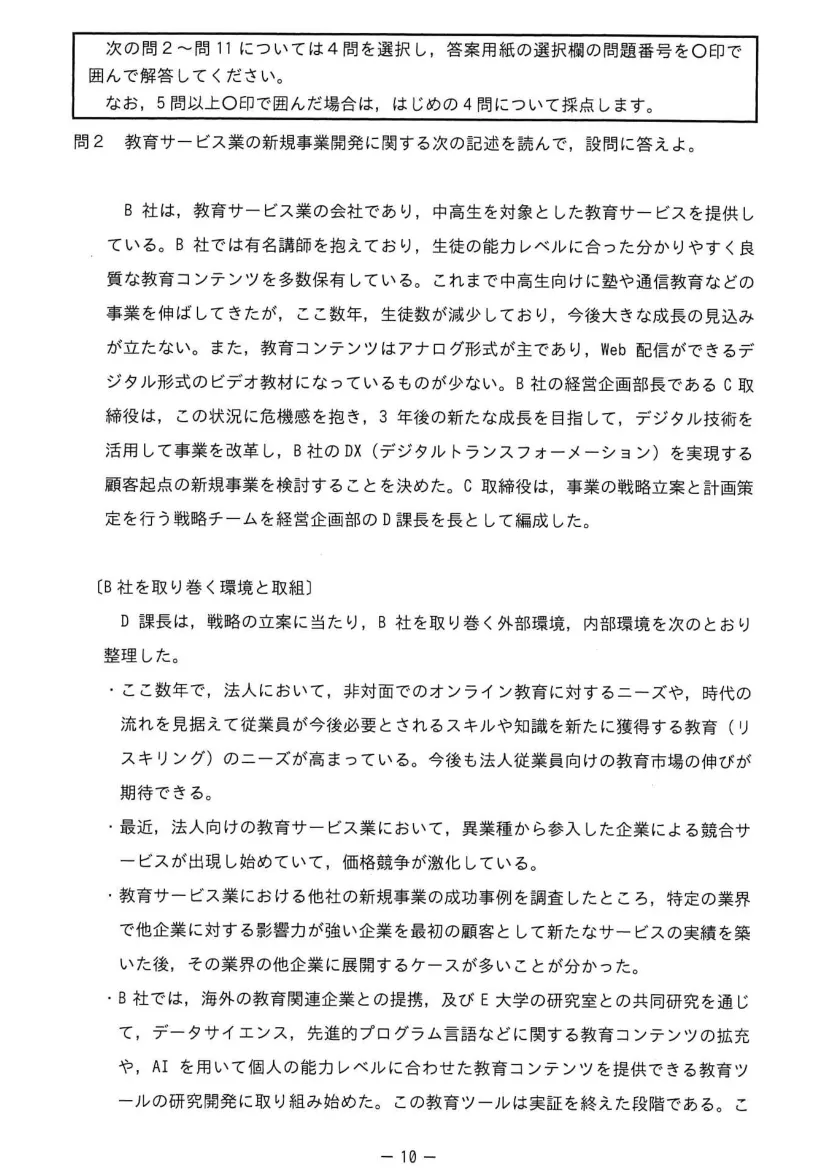 次の問２～問11については４問を選択し，答案用紙の選択欄の問題番号を〇印で
囲んで解答してください。
なお，５問以上〇印で囲んだ場合は，はじめの４問について採点します。
問２　教育サービス業の新規事業開発に関する次の記述を読んで，設問に答えよ。
B 社は，教育サービス業の会社であり，中高生を対象とした教育サービスを提供し
ている。B 社では有名講師を抱えており，生徒の能力レベルに合った分かりやすく良
質な教育コンテンツを多数保有している。これまで中高生向けに塾や通信教育などの
事業を伸ばしてきたが，ここ数年，生徒数が減少しており，今後大きな成長の見込み
が立たない。また，教育コンテンツはアナログ形式が主であり，Web 配信ができるデ
ジタル形式のビデオ教材になっているものが少ない。B 社の経営企画部長である C 取
締役は，この状況に危機感を抱き，3 年後の新たな成長を目指して，デジタル技術を
活用して事業を改革し，B 社の DX（デジタルトランスフォーメーション）を実現する
顧客起点の新規事業を検討することを決めた。C 取締役は，事業の戦略立案と計画策
定を行う戦略チームを経営企画部の D 課長を長として編成した。
〔B 社を取り巻く環境と取組〕
D 課長は，戦略の立案に当たり，B 社を取り巻く外部環境，内部環境を次のとおり
整理した。
・ここ数年で，法人において，非対面でのオンライン教育に対するニーズや，時代の
流れを見据えて従業員が今後必要とされるスキルや知識を新たに獲得する教育（リ
スキリング）のニーズが高まっている。今後も法人従業員向けの教育市場の伸びが
期待できる。
・最近，法人向けの教育サービス業において，異業種から参入した企業による競合サ
ービスが出現し始めていて，価格競争が激化している。
・教育サービス業における他社の新規事業の成功事例を調査したところ，特定の業界
で他企業に対する影響力が強い企業を最初の顧客として新たなサービスの実績を築
いた後，その業界の他企業に展開するケースが多いことが分かった。
・B 社では，海外の教育関連企業との提携，及び E 大学の研究室との共同研究を通じ
て，データサイエンス，先進的プログラム言語などに関する教育コンテンツの拡充
や，AI を用いて個人の能力レベルに合わせた教育コンテンツを提供できる教育ツ
ールの研究開発に取り組み始めた。この教育ツールは実証を終えた段階である。こ
－ 10 －